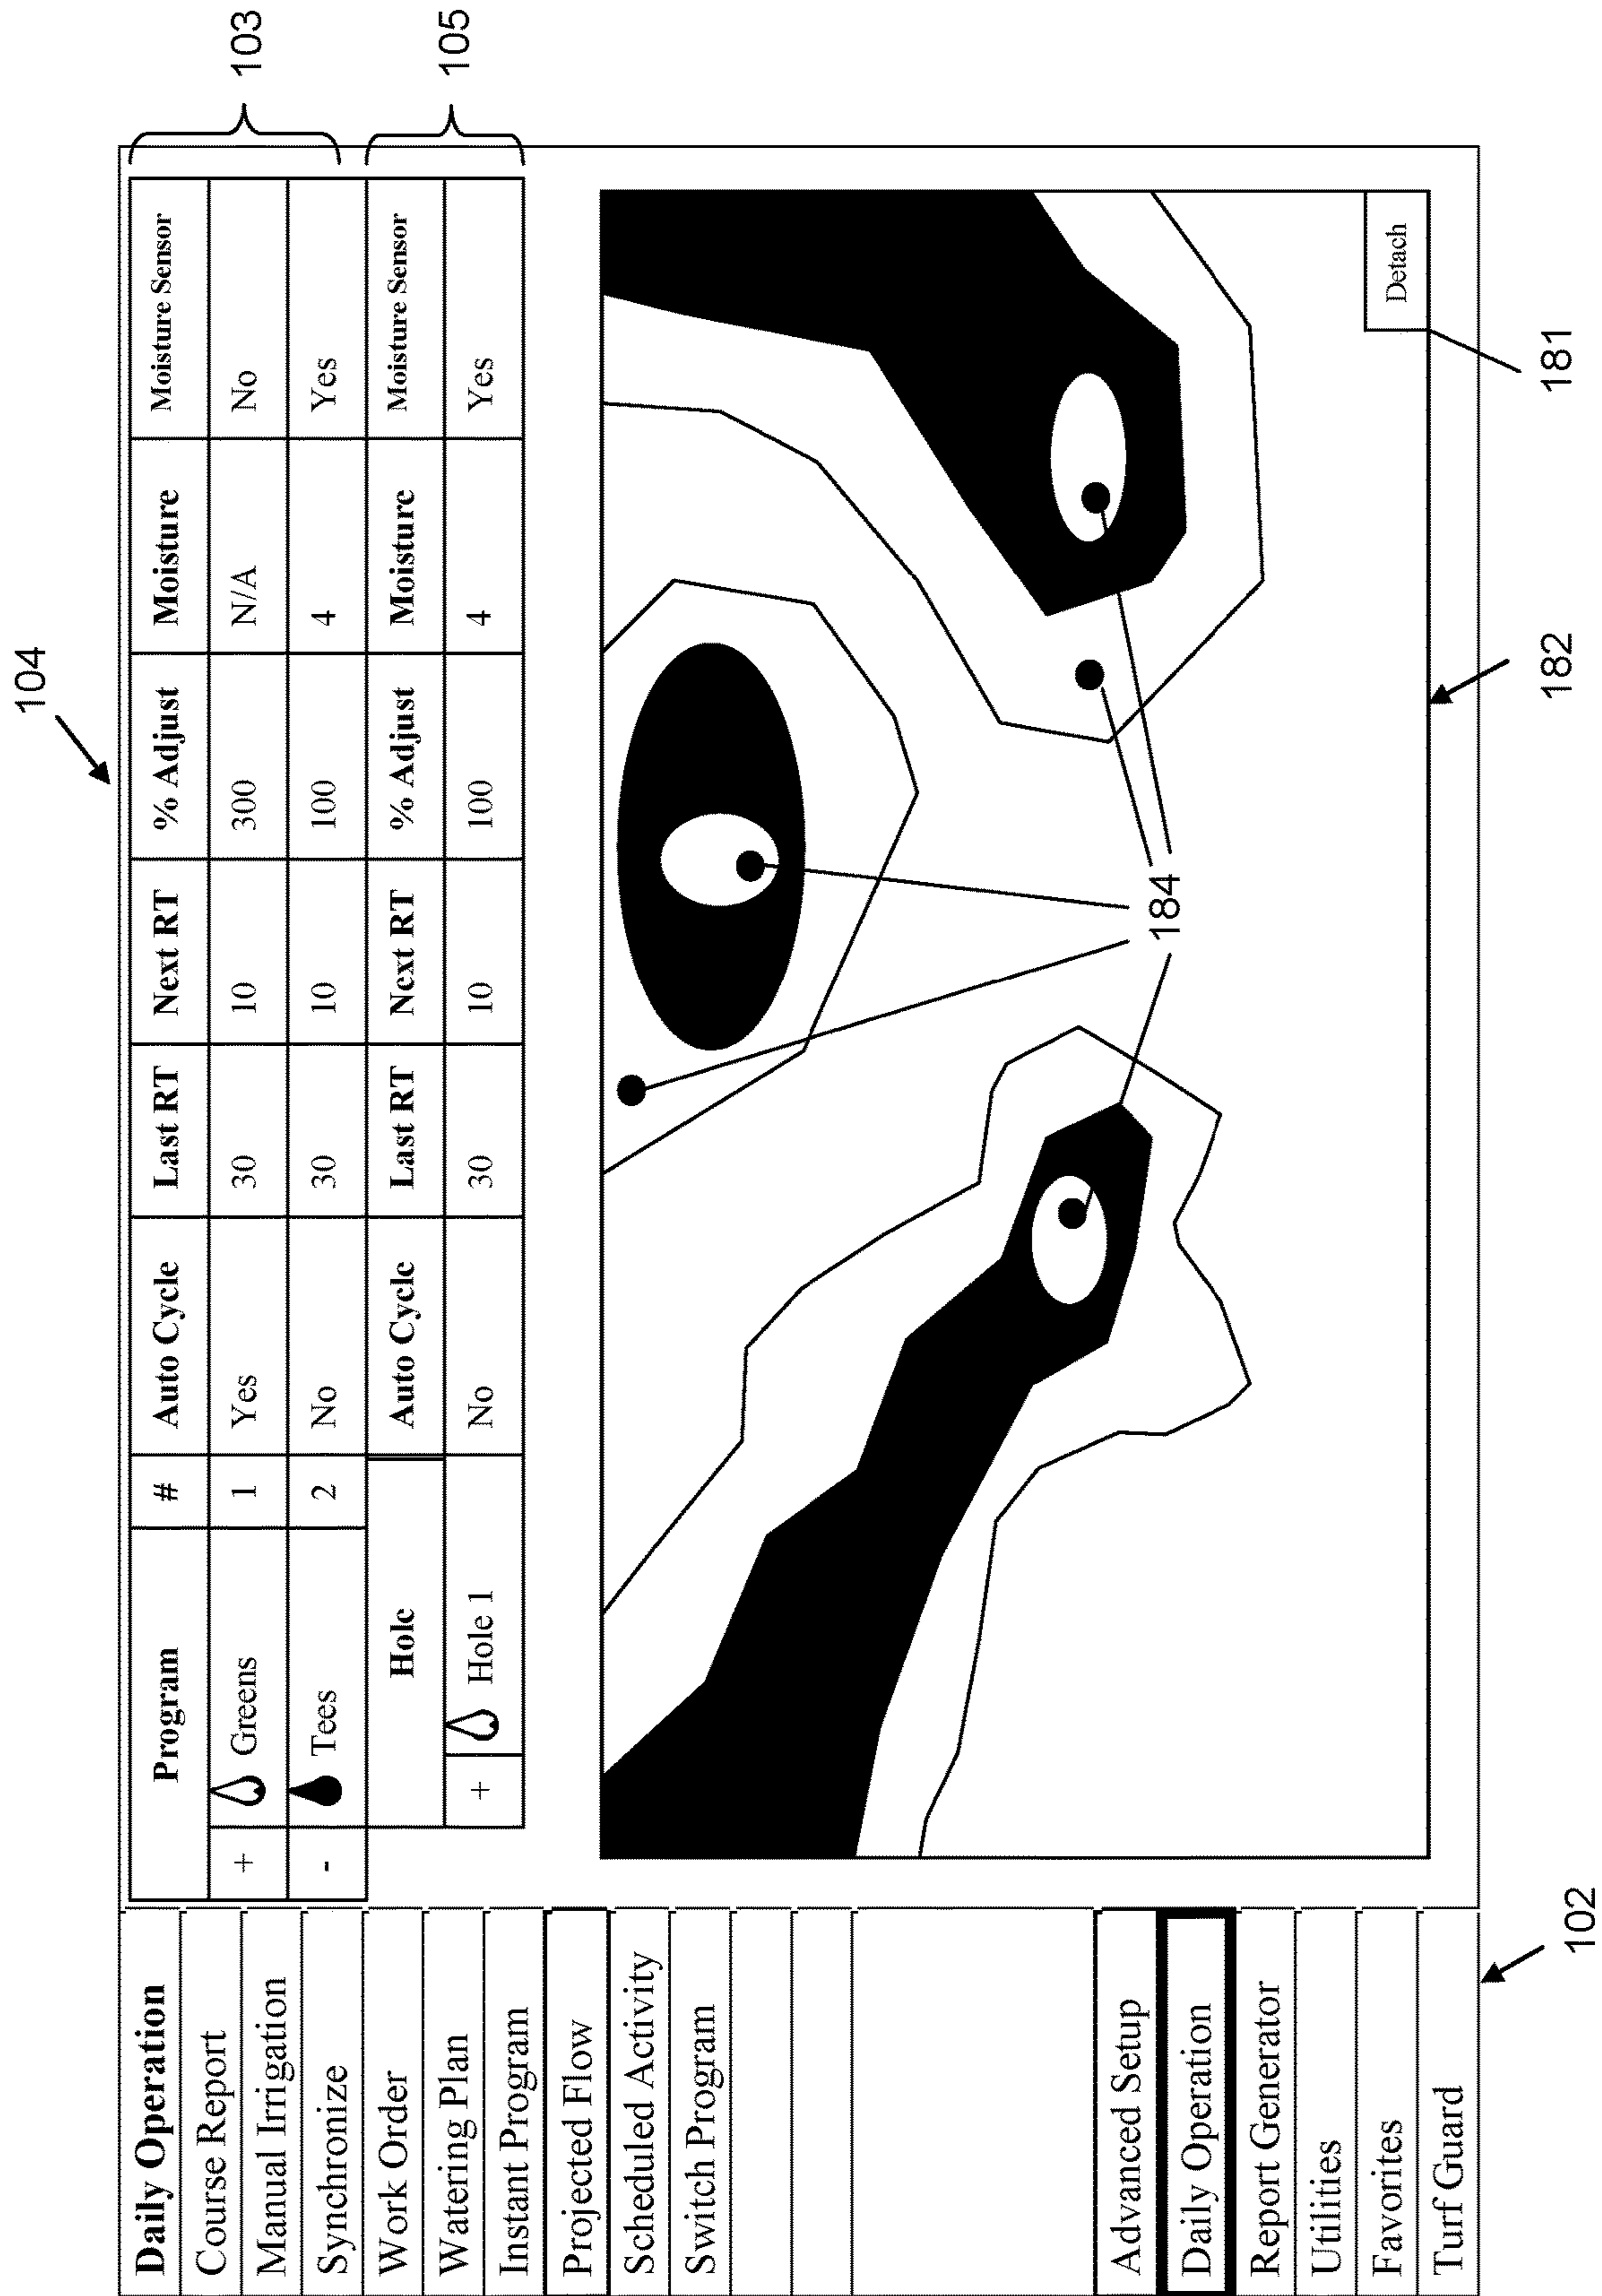 104
Daily Operation
Course Report
Manual Irrigation
Synchronize
Work Order
Watering Plan
Instant Program
Projected Flow
Scheduled Activity
Switch Program
Advanced Setup
Daily Operation
Report Generator
Utilities
Favorites
Turf Guard
102
Program # Auto Cycle Last RT Next RT % Adjust Moisture Moisture Sensor
+ Greens 1 Yes 30 10 300 N/A No
- Tees 2 No 30 10 100 4 Yes
103
Hole Auto Cycle Last RT Next RT % Adjust Moisture Moisture Sensor
+ Hole 1 No 30 10 100 4 Yes
105
184
Detach
182
181